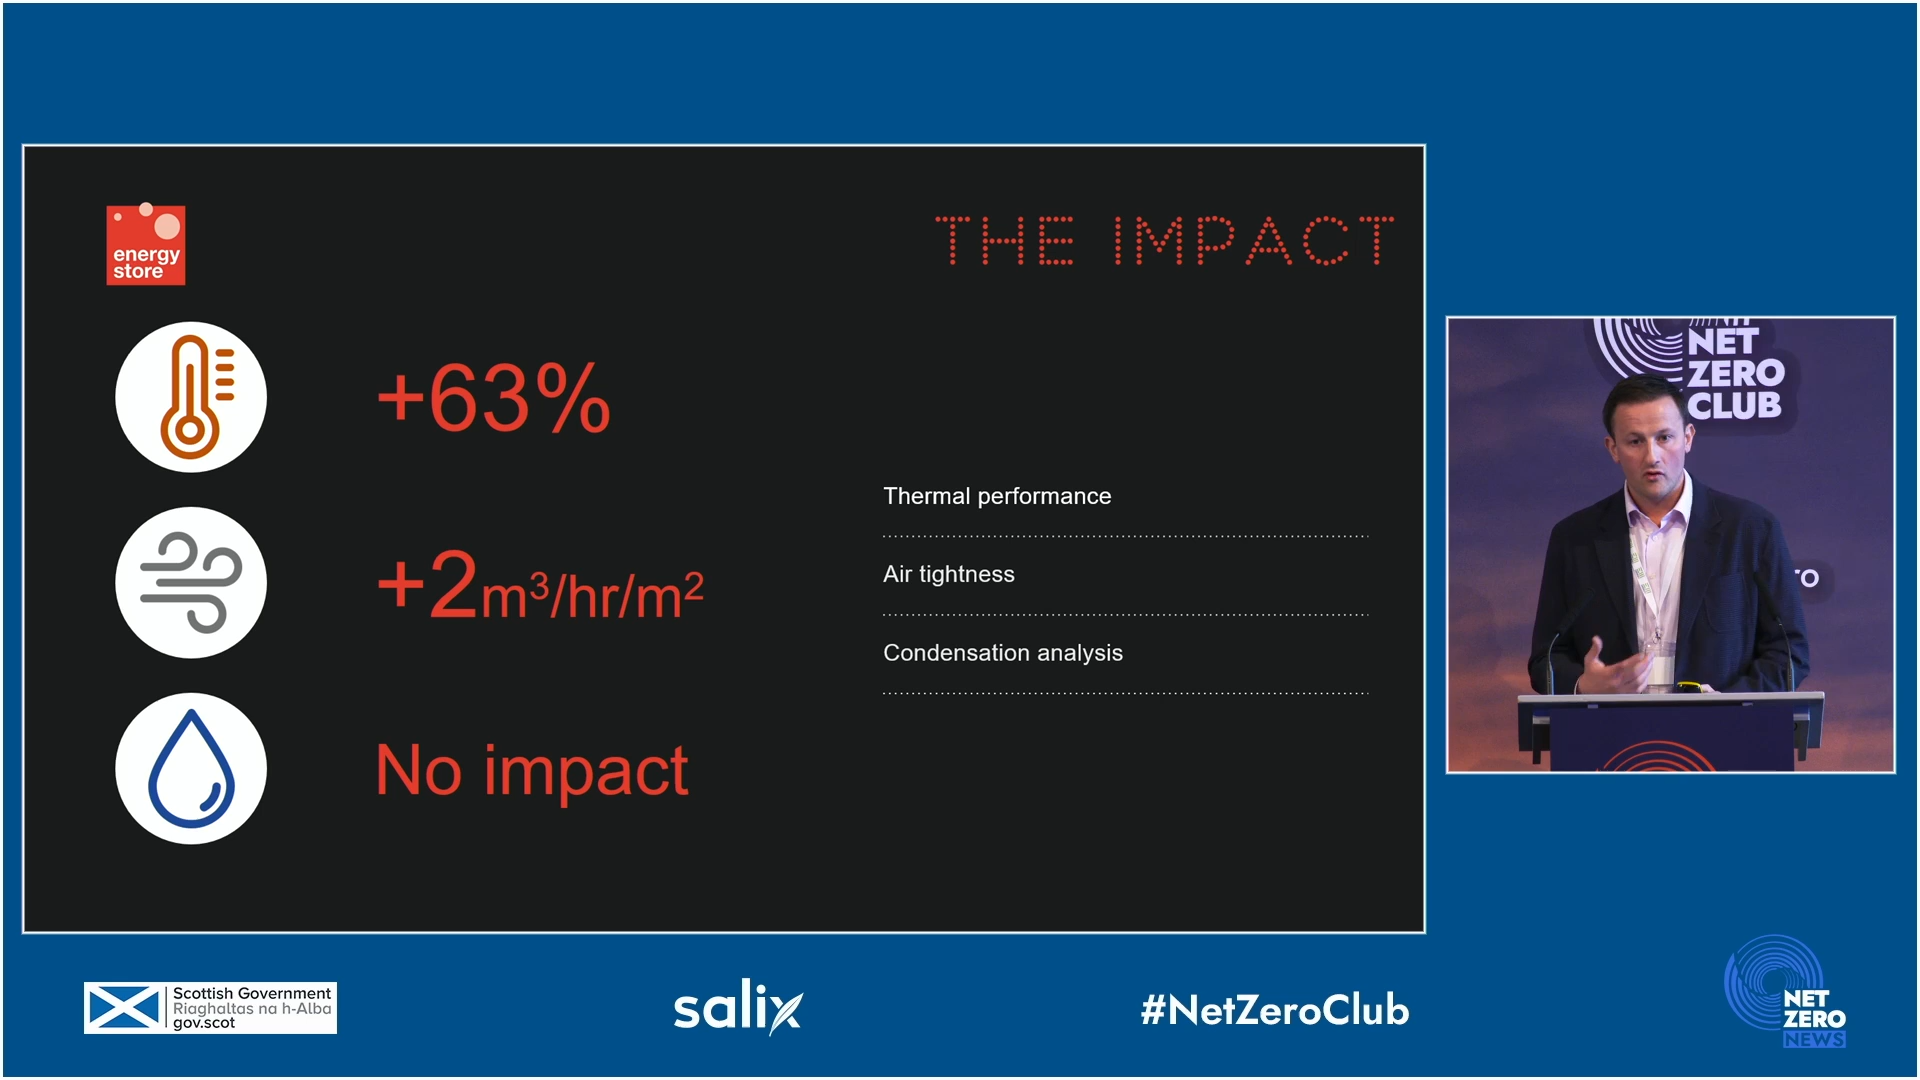 energy
store
THE IMPACT
+63%
+2m³/hr/m²
No impact
Thermal performance
Air tightness
Condensation analysis
NET
ZERO
CLUB
Scottish Government
Riaghaltas na h-Alba
gov.scot
salix
#NetZeroClub
NET
ZERO
NEWS